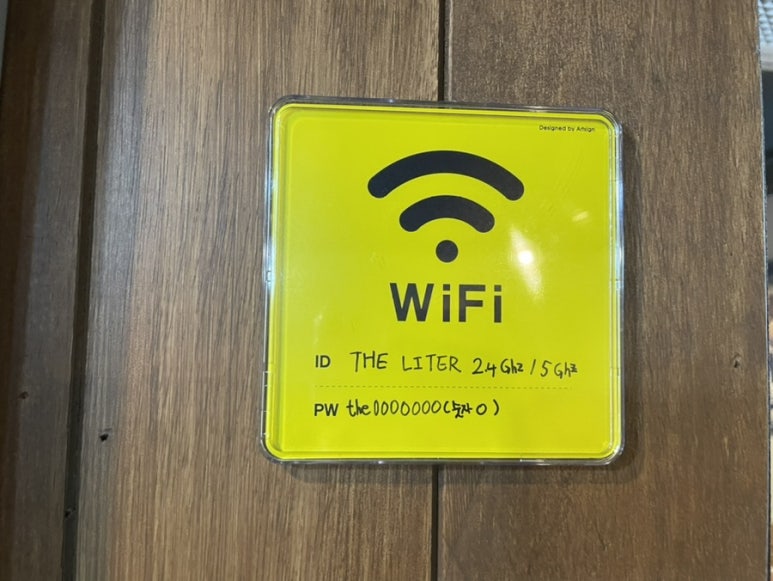 Designed by Artsign
WiFi
ID THE LITER 2.4Ghz / 5Ghz
PW the0000000(숫자 0)